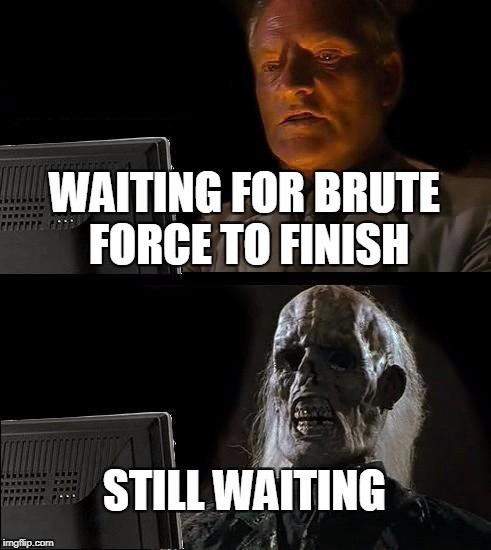 WAITING FOR BRUTE
FORCE TO FINISH
STILL WAITING
imgflip.com